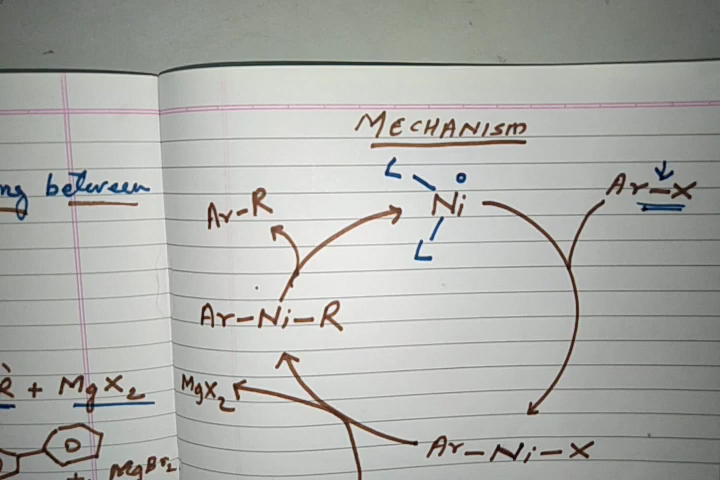 MECHANISM
ng between
L
Ni°
L
Ar-X
Ar-R
Ar-Ni-R
R + MgX2
MgX2
Ar-Ni-X
MgBr2